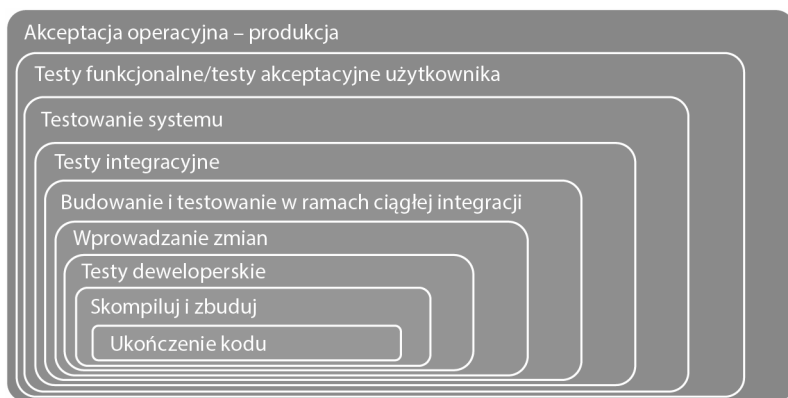 Akceptacja operacyjna – produkcja
Testy funkcjonalne/testy akceptacyjne użytkownika
Testowanie systemu
Testy integracyjne
Budowanie i testowanie w ramach ciągłej integracji
Wprowadzanie zmian
Testy deweloperskie
Skompiluj i zbuduj
Ukończenie kodu